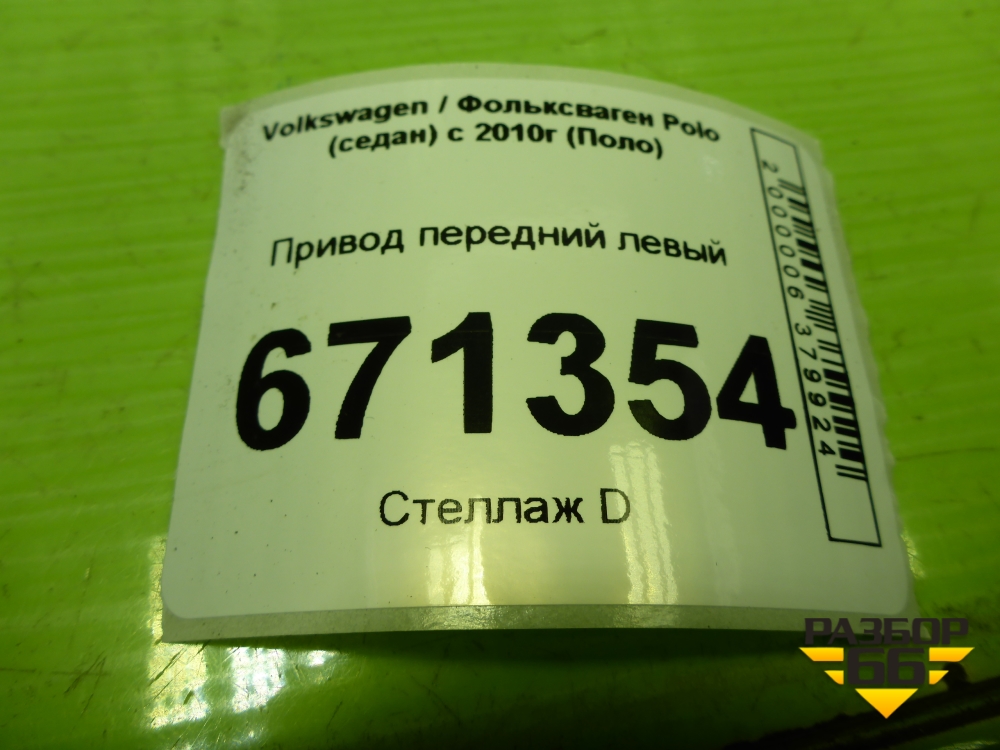 Volkswagen / Фольксваген Polo
(седан) с 2010г (Поло)
Привод передний левый
671354
Стеллаж D
2000006379924
РАЗБОР
66